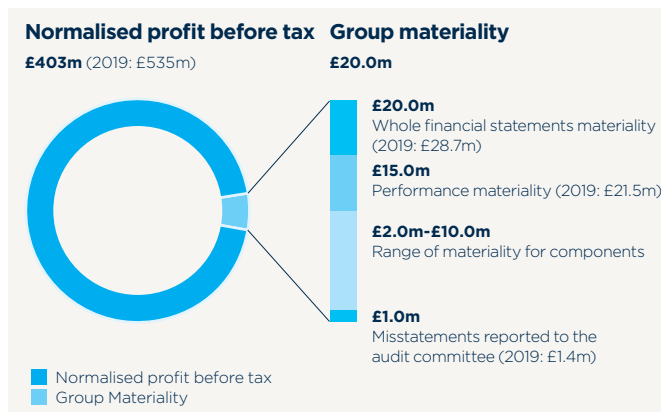 Normalised profit before tax
£403m (2019: £535m)
Group materiality
£20.0m
£20.0m
Whole financial statements materiality
(2019: £28.7m)
£15.0m
Performance materiality (2019: £21.5m)
£2.0m-£10.0m
Range of materiality for components
£1.0m
Misstatements reported to the
audit committee (2019: £1.4m)
Normalised profit before tax
Group Materiality